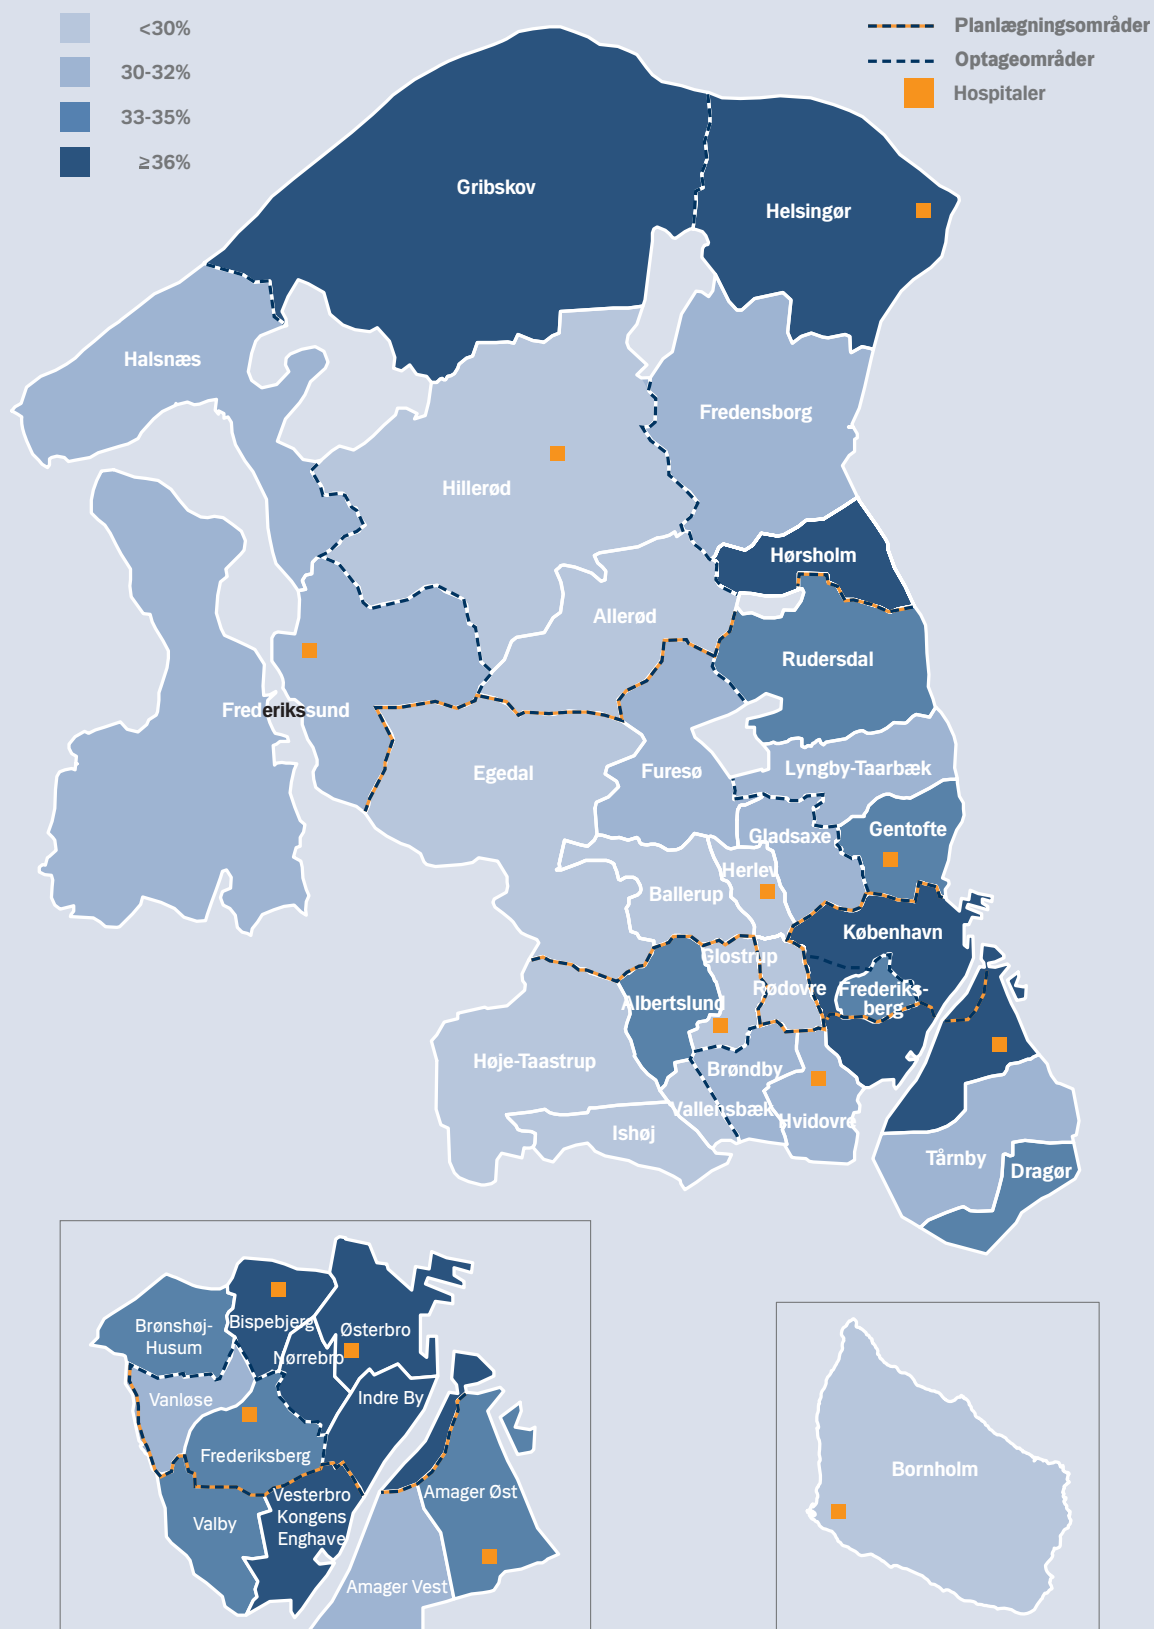 <30%
30-32%
33-35%
≥36%
Planlægningsområder
Optageområder
Hospitaler
Gribskov
Helsingør
Halsnæs
Fredensborg
Hillerød
Hørsholm
Allerød
Rudersdal
Frederikssund
Egedal
Furesø
Lyngby-Taarbæk
Gentofte
Gladsaxe
Herlev
Ballerup
København
Glostrup
Rødovre
Frederiks-
berg
Albertslund
Høje-Taastrup
Brøndby
Vallensbæk
Hvidovre
Ishøj
Tårnby
Dragør
Brønshøj-
Husum
Bispebjerg
Østerbro
Nørrebro
Vanløse
Indre By
Frederiksberg
Vesterbro
Kongens
Enghave
Amager Øst
Valby
Amager Vest
Bornholm